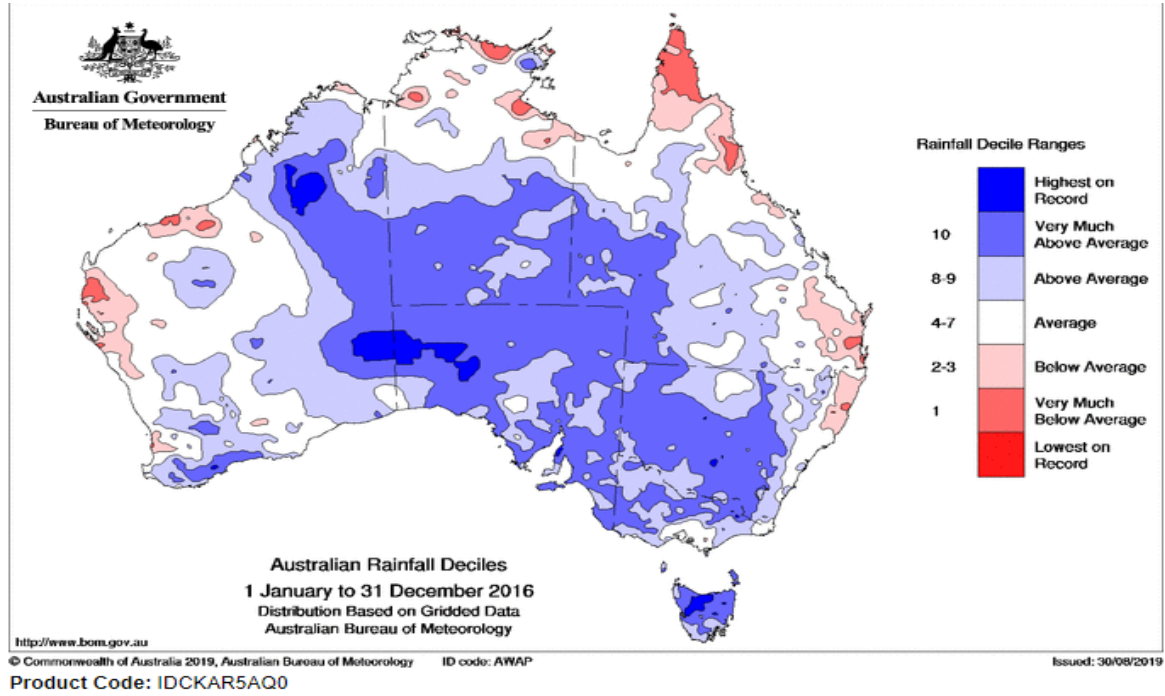 Australian Government
Bureau of Meteorology
Rainfall Decile Ranges
Highest on
Record
10
Very Much
Above Average
8-9
Above Average
4-7
Average
2-3
Below Average
1
Very Much
Below Average
Lowest on
Record
Australian Rainfall Deciles
1 January to 31 December 2016
Distribution Based on Gridded Data
Australian Bureau of Meteorology
http://www.bom.gov.au
© Commonwealth of Australia 2019, Australian Bureau of Meteorology ID code: AWAP Issued: 30/08/2019
Product Code: IDCKAR5AQ0